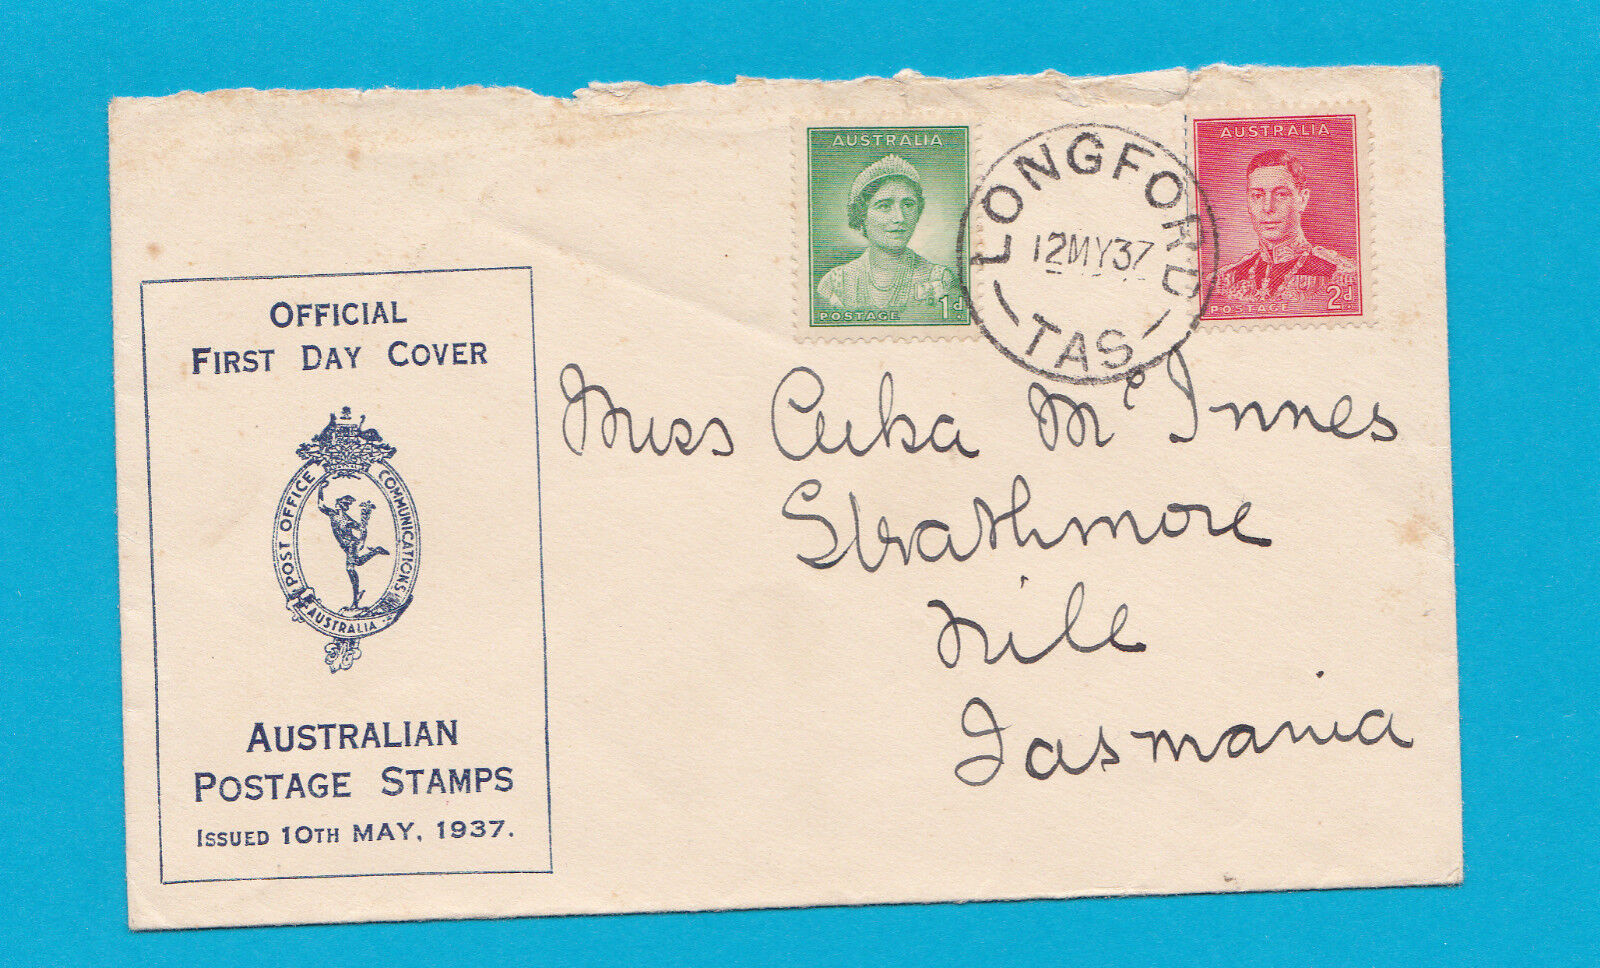 AUSTRALIA
POSTAGE 1d.
LONGFORD
12MY37
TAS
AUSTRALIA
POSTAGE 2d.
OFFICIAL
FIRST DAY COVER
POST OFFICE COMMUNICATIONS
AUSTRALIA
AUSTRALIAN
POSTAGE STAMPS
ISSUED 10TH MAY, 1937.
Miss McInnes
Strathmore
Nile
Tasmania